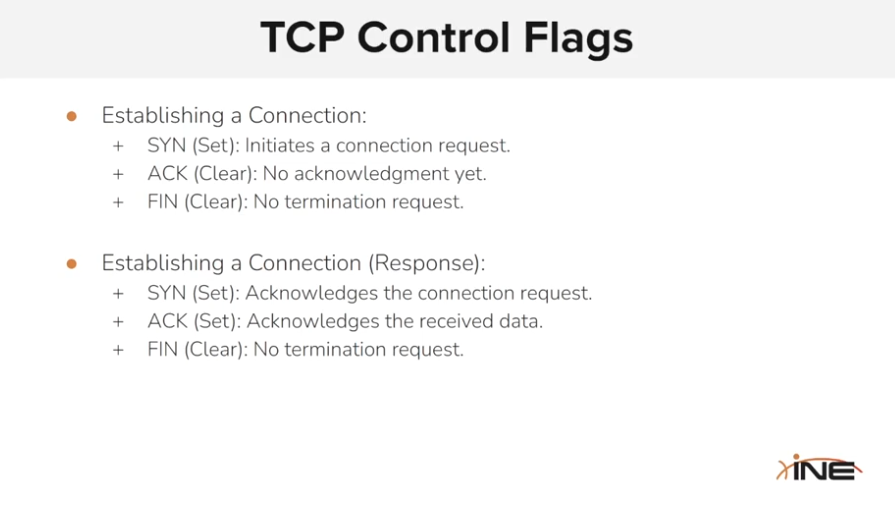 TCP Control Flags
● Establishing a Connection:
+ SYN (Set): Initiates a connection request.
+ ACK (Clear): No acknowledgment yet.
+ FIN (Clear): No termination request.
● Establishing a Connection (Response):
+ SYN (Set): Acknowledges the connection request.
+ ACK (Set): Acknowledges the received data.
+ FIN (Clear): No termination request.
iNE